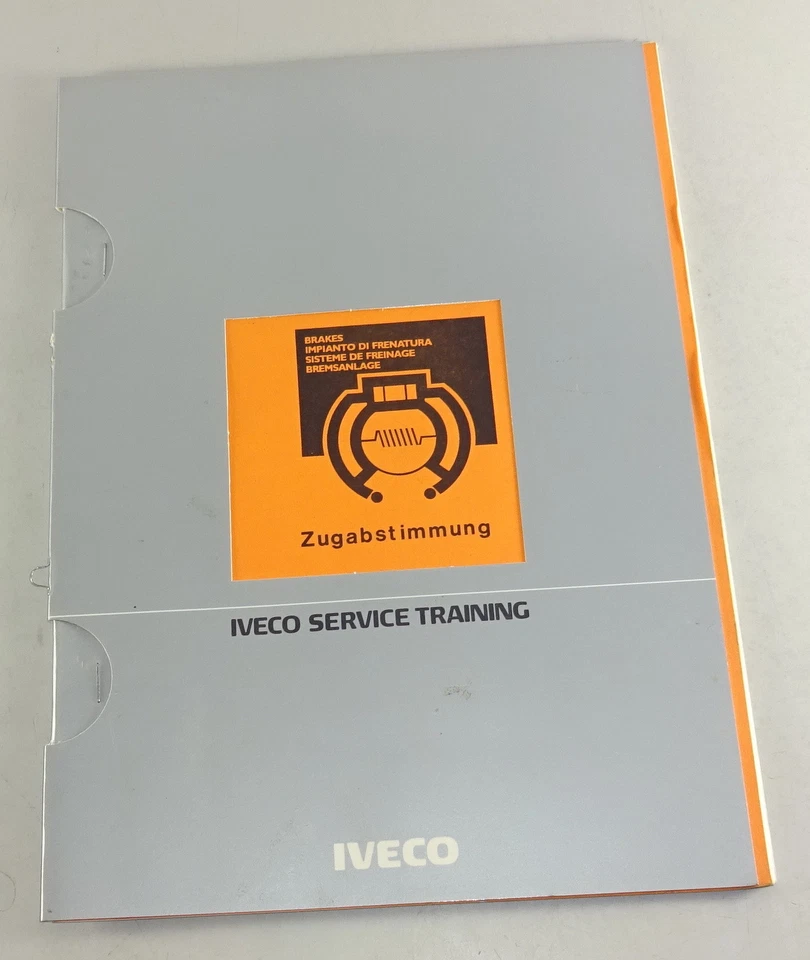 BRAKES
IMPIANTO DI FRENATURA
SISTEME DE FREINAGE
BREMSANLAGE
Zugabstimmung
IVECO SERVICE TRAINING
IVECO